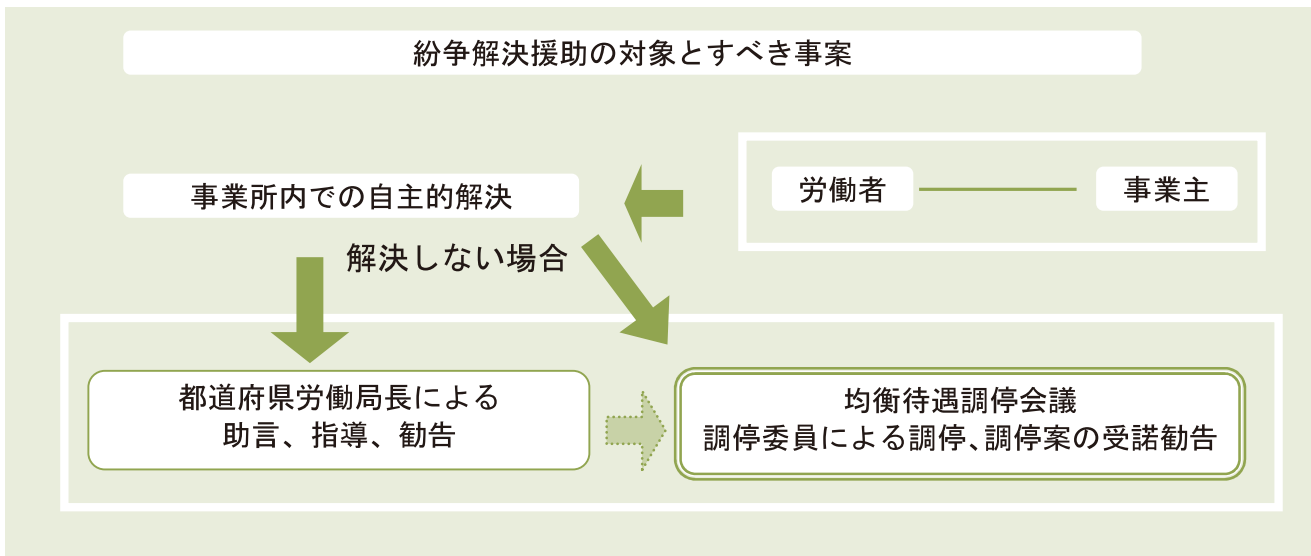 紛争解決援助の対象とすべき事案
労働者
事業主
事業所内での自主的解決
解決しない場合
都道府県労働局長による
助言、指導、勧告
均衡待遇調停会議
調停委員による調停、調停案の受諾勧告